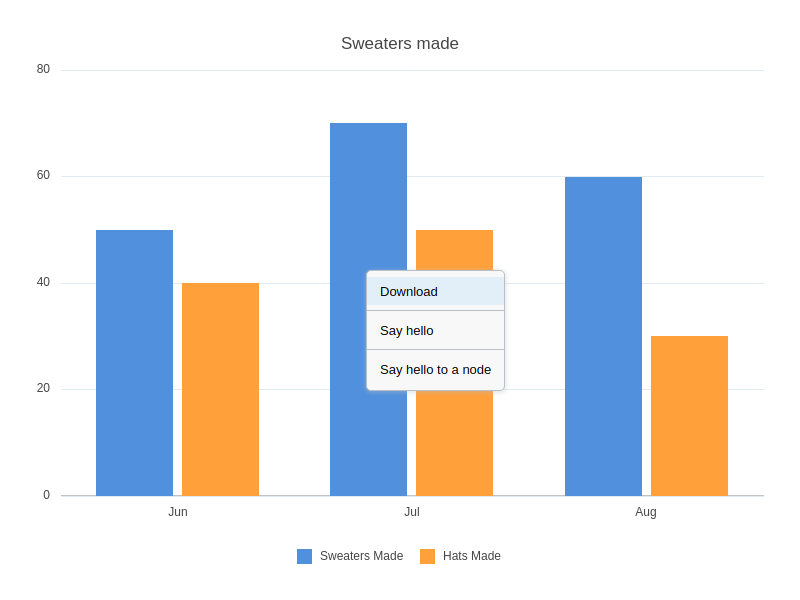 Sweaters made
80
60
40
20
0
Download
Say hello
Say hello to a node
Jun Jul Aug
Sweaters Made Hats Made